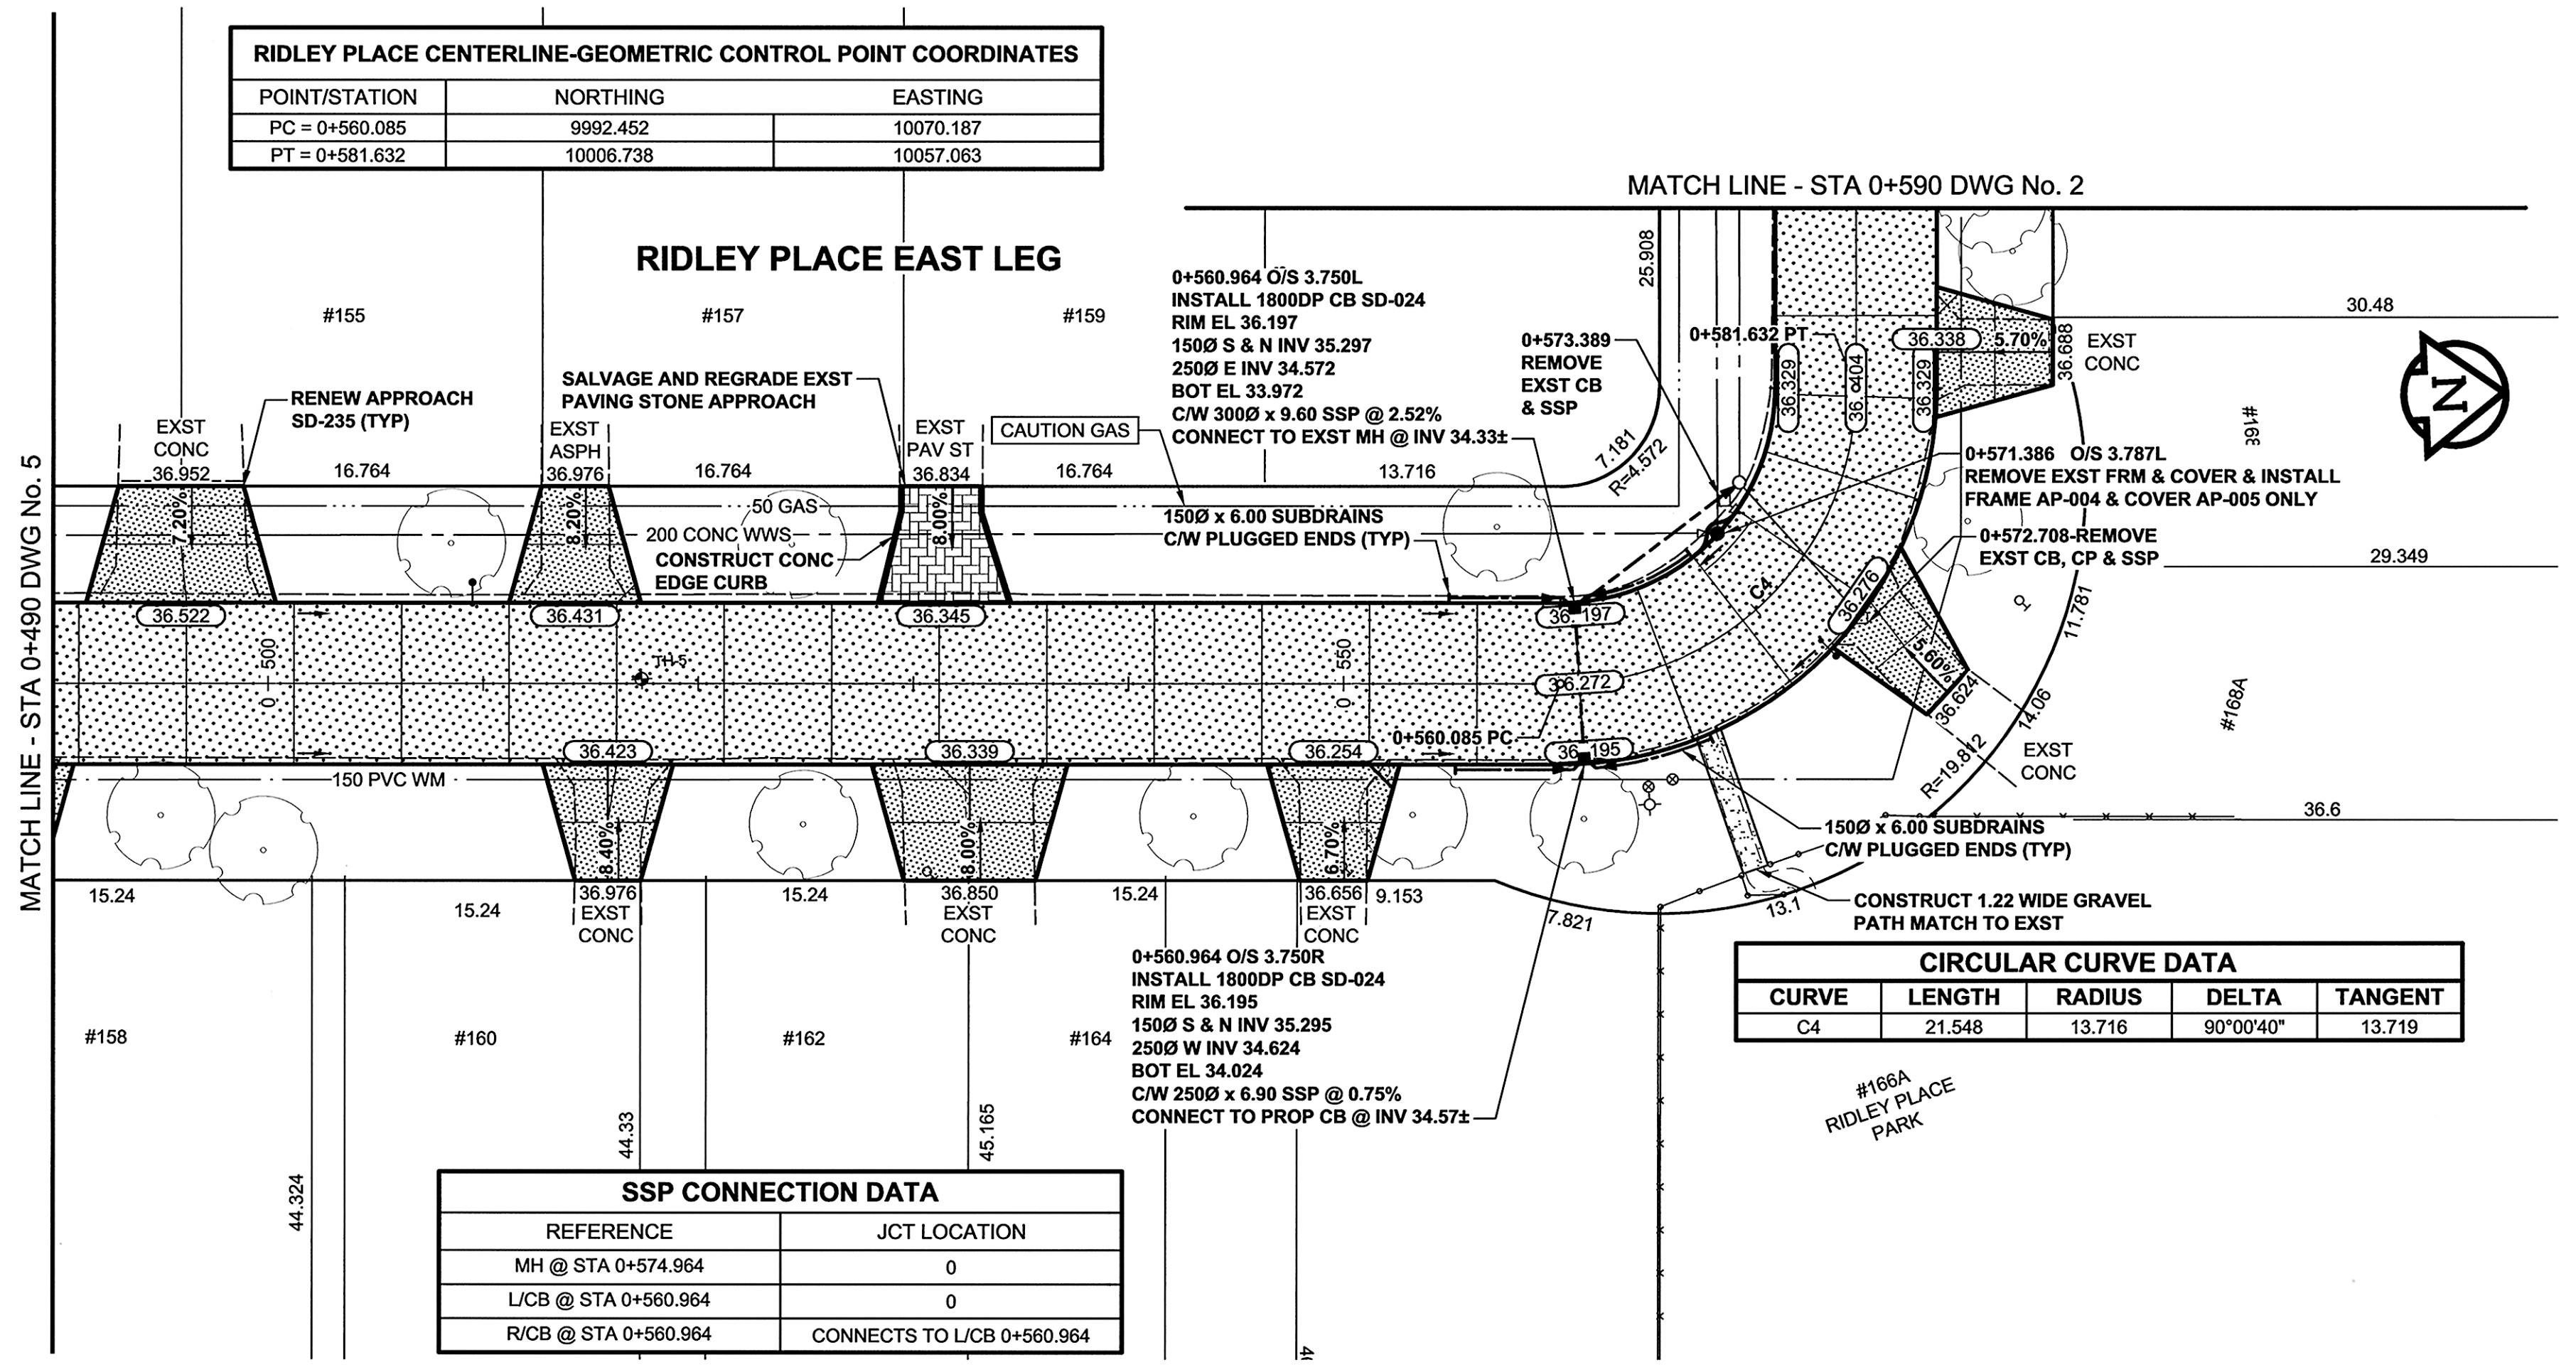 RIDLEY PLACE CENTERLINE-GEOMETRIC CONTROL POINT COORDINATES
POINT/STATION NORTHING EASTING
PC = 0+560.085 9992.452 10070.187
PT = 0+581.632 10006.738 10057.063
MATCH LINE - STA 0+590 DWG No. 2
RIDLEY PLACE EAST LEG
#155
#157
#159
0+560.964 O/S 3.750L
INSTALL 1800DP CB SD-024
RIM EL 36.197
150Ø S & N INV 35.297
250Ø E INV 34.572
BOT EL 33.972
C/W 300Ø x 9.60 SSP @ 2.52%
CONNECT TO EXST MH @ INV 34.33±
25.908
0+573.389
REMOVE
EXST CB
& SSP
0+581.632 PT
36.329
36.404
36.329
36.338
5.70%
36.688
EXST
CONC
30.48
N
RENEW APPROACH
SD-235 (TYP)
SALVAGE AND REGRADE EXST
PAVING STONE APPROACH
CAUTION GAS
EXST
CONC
36.952
16.764
EXST
ASPH
36.976
16.764
EXST
PAV ST
36.834
16.764
13.716
7.181
R=4.572
#168
0+571.386 O/S 3.787L
REMOVE EXST FRM & COVER & INSTALL
FRAME AP-004 & COVER AP-005 ONLY
0+572.708-REMOVE
EXST CB, CP & SSP
29.349
7.20%
8.20%
8.00%
50 GAS
200 CONC WWS
CONSTRUCT CONC
EDGE CURB
150Ø x 6.00 SUBDRAINS
C/W PLUGGED ENDS (TYP)
MATCH LINE - STA 0+490 DWG No. 5
36.522
36.431
36.345
36.197
C4
36.276
5.60%
36.624
11.781
14.06
R=19.812
#168A
EXST
CONC
0 — 500
TH-5
0 — 550
36.272
0+560.085 PC
36.423
36.339
36.254
36.195
150 PVC WM
8.40%
8.00%
6.70%
36.6
150Ø x 6.00 SUBDRAINS
C/W PLUGGED ENDS (TYP)
CONSTRUCT 1.22 WIDE GRAVEL
PATH MATCH TO EXST
15.24
15.24
36.976
EXST
CONC
15.24
36.850
EXST
CONC
15.24
36.656
EXST
CONC
9.153
7.821
13.1
0+560.964 O/S 3.750R
INSTALL 1800DP CB SD-024
RIM EL 36.195
150Ø S & N INV 35.295
250Ø W INV 34.624
BOT EL 34.024
C/W 250Ø x 6.90 SSP @ 0.75%
CONNECT TO PROP CB @ INV 34.57±
CIRCULAR CURVE DATA
CURVE LENGTH RADIUS DELTA TANGENT
C4 21.548 13.716 90°00'40" 13.719
#158
#160
#162
#164
#166A
RIDLEY PLACE
PARK
44.324
44.33
45.165
SSP CONNECTION DATA
REFERENCE JCT LOCATION
MH @ STA 0+574.964 0
L/CB @ STA 0+560.964 0
R/CB @ STA 0+560.964 CONNECTS TO L/CB 0+560.964